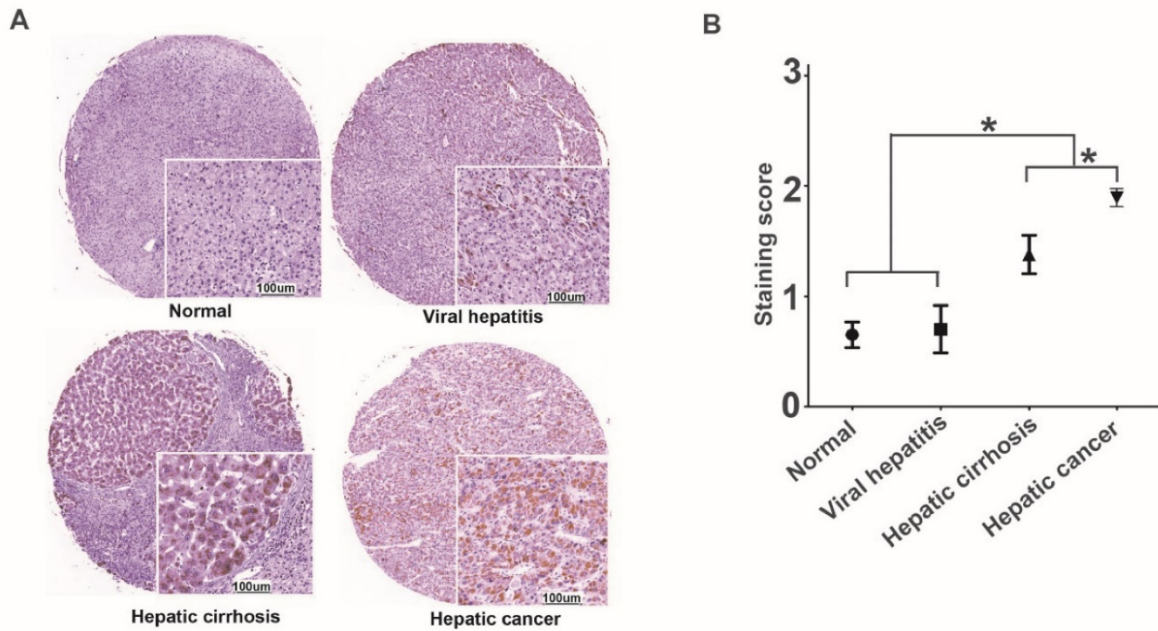 A
100um
Normal
100um
Viral hepatitis
100um
Hepatic cirrhosis
100um
Hepatic cancer
B
Staining score
3
2
1
0
*
*
Normal
Viral hepatitis
Hepatic cirrhosis
Hepatic cancer